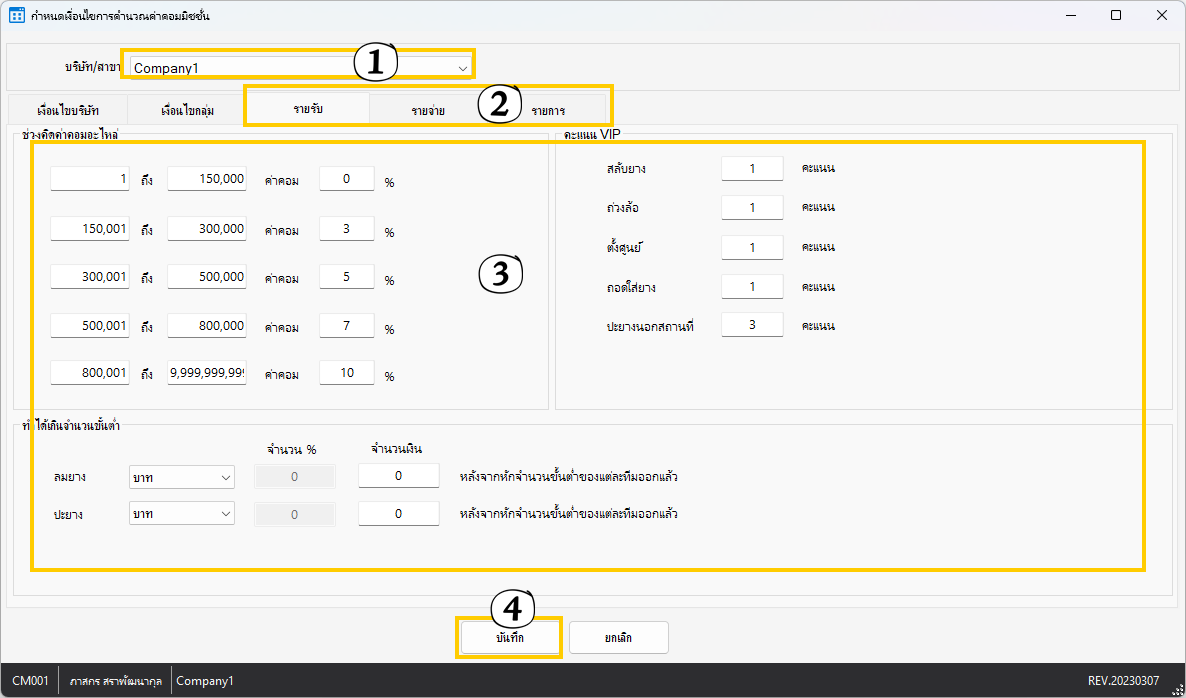 กำหนดเงื่อนไขการคำนวณค่าคอมมิชชั่น
บริษัท/สาขา Company1 1
เงื่อนไขบริษัท เงื่อนไขกลุ่ม รายรับ รายจ่าย 2 รายการ
ช่วงคิดค่าคอมอะไหล่
1 ถึง 150,000 ค่าคอม 0 %
150,001 ถึง 300,000 ค่าคอม 3 %
300,001 ถึง 500,000 ค่าคอม 5 %
500,001 ถึง 800,000 ค่าคอม 7 %
800,001 ถึง 9,999,999,999 ค่าคอม 10 %
3
คะแนน VIP
สลับยาง 1 คะแนน
ถ่วงล้อ 1 คะแนน
ตั้งศูนย์ 1 คะแนน
ถอดใส่ยาง 1 คะแนน
ปะยางนอกสถานที่ 3 คะแนน
ทำได้เกินจำนวนขั้นต่ำ
จำนวน % จำนวนเงิน
ลมยาง บาท 0 0 หลังจากหักจำนวนขั้นต่ำของแต่ละทีมออกแล้ว
ปะยาง บาท 0 0 หลังจากหักจำนวนขั้นต่ำของแต่ละทีมออกแล้ว
4
บันทึก ยกเลิก
CM001 ภาสกร สราพัฒนากุล Company1 REV.20230307